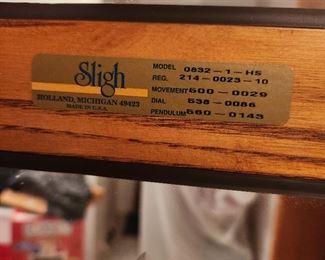 Sligh
HOLLAND, MICHIGAN 49423
MADE IN U.S.A.
MODEL 0832-1-HS
REG. 214-0023-10
MOVEMENT 500-0029
DIAL 538-0086
PENDULUM 560-0143